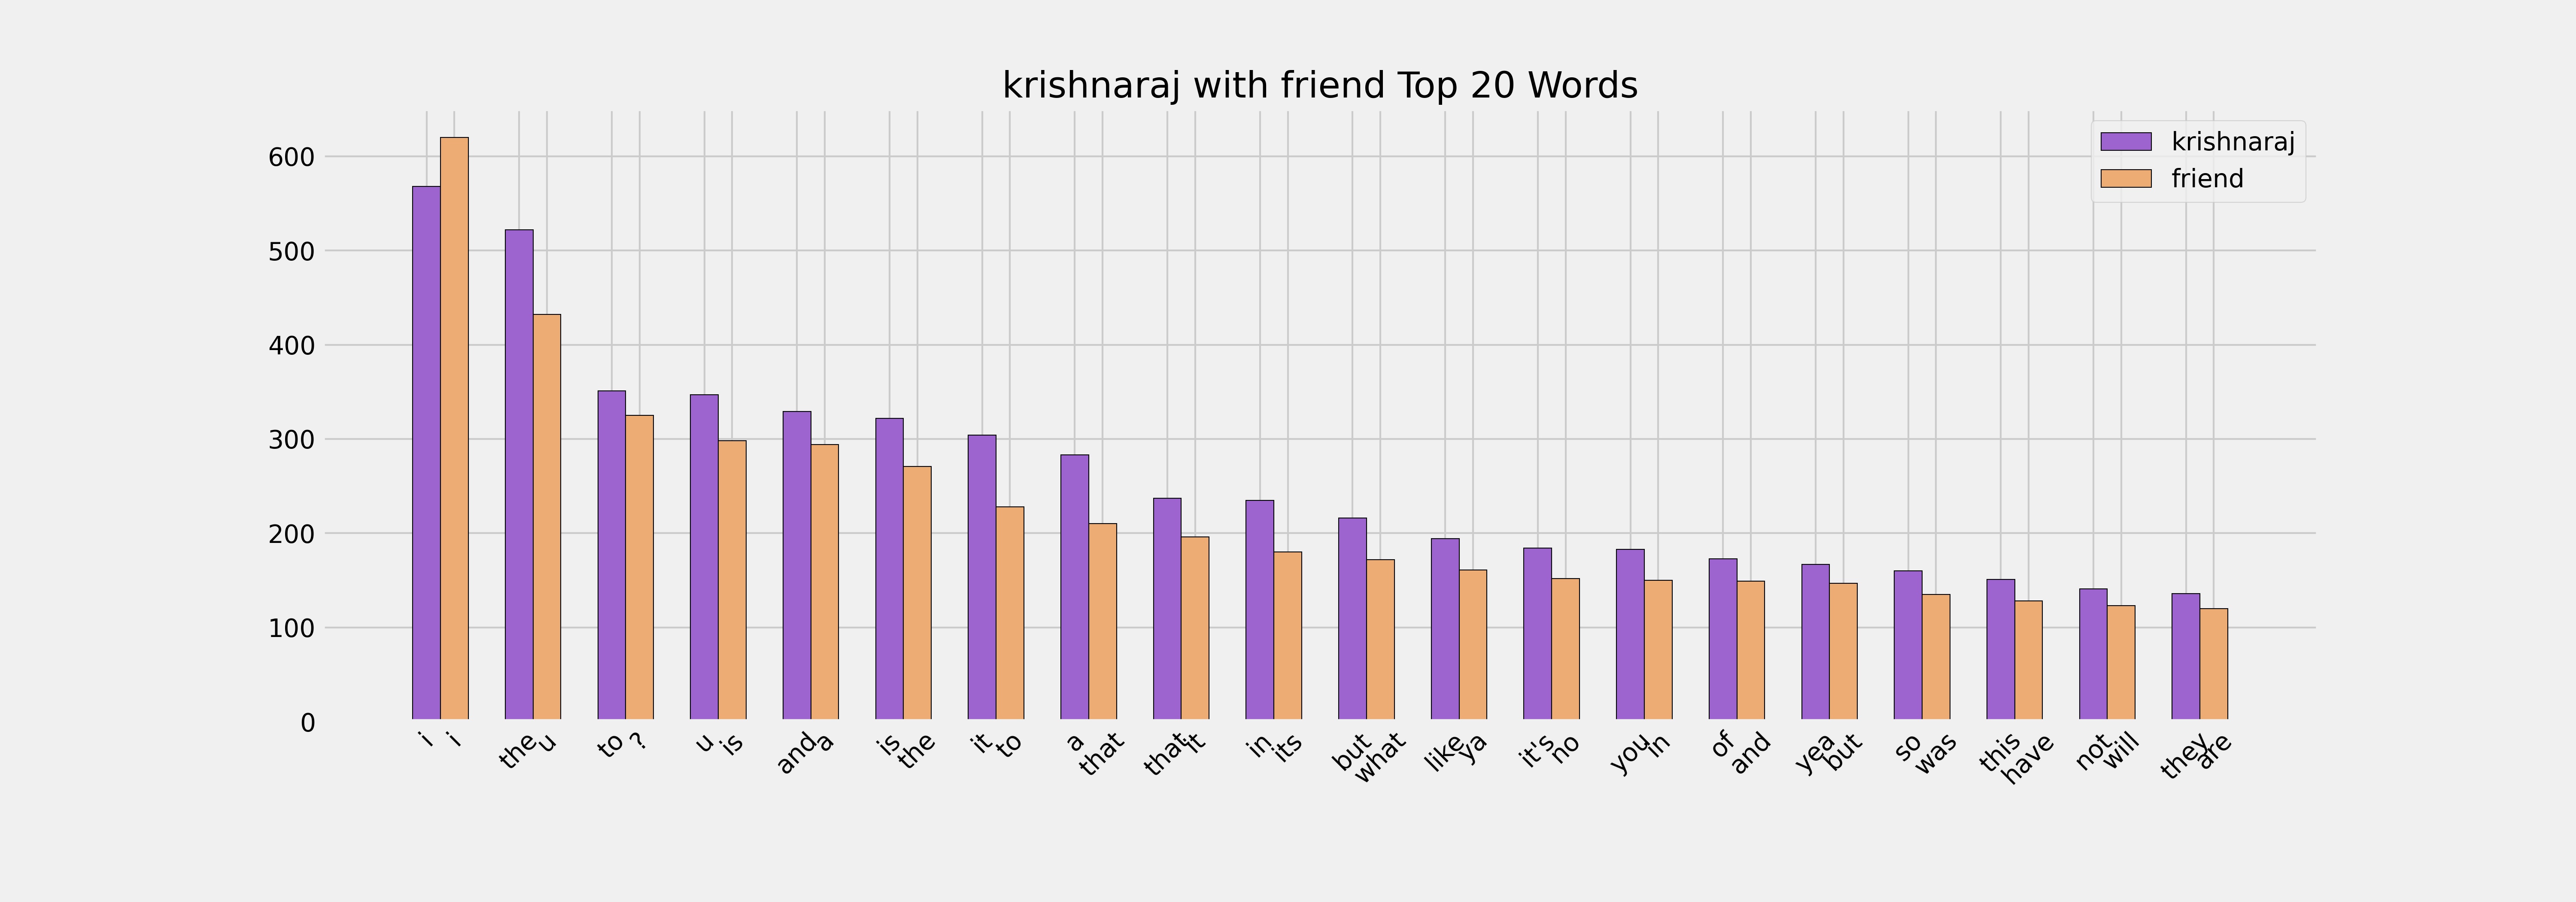 krishnaraj with friend Top 20 Words
krishnaraj
friend
600
500
400
300
200
100
0
i i the u to ? u is and a is the it to a that that it in its but what like ya it's no you in of and yea but so was this have not will they are